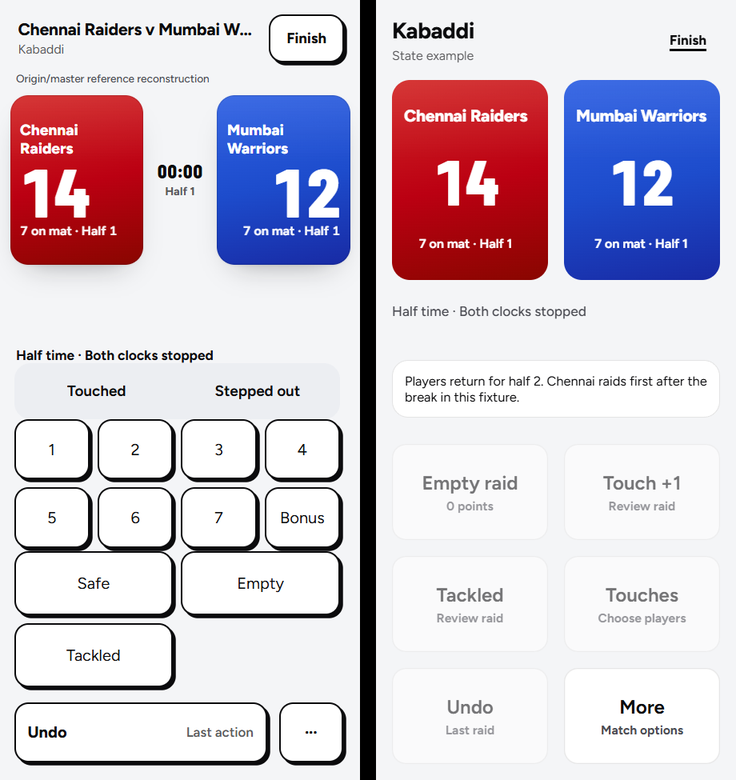 Chennai Raiders v Mumbai W...
Kabaddi
Finish
Origin/master reference reconstruction
Chennai
Raiders
14
7 on mat · Half 1
00:00
Half 1
Mumbai
Warriors
12
7 on mat · Half 1
Half time · Both clocks stopped
Touched
Stepped out
1
2
3
4
5
6
7
Bonus
Safe
Empty
Tackled
Undo
Last action
...
Kabaddi
State example
Finish
Chennai Raiders
14
7 on mat · Half 1
Mumbai Warriors
12
7 on mat · Half 1
Half time · Both clocks stopped
Players return for half 2. Chennai raids first after the
break in this fixture.
Empty raid
0 points
Touch +1
Review raid
Tackled
Review raid
Touches
Choose players
Undo
Last raid
More
Match options